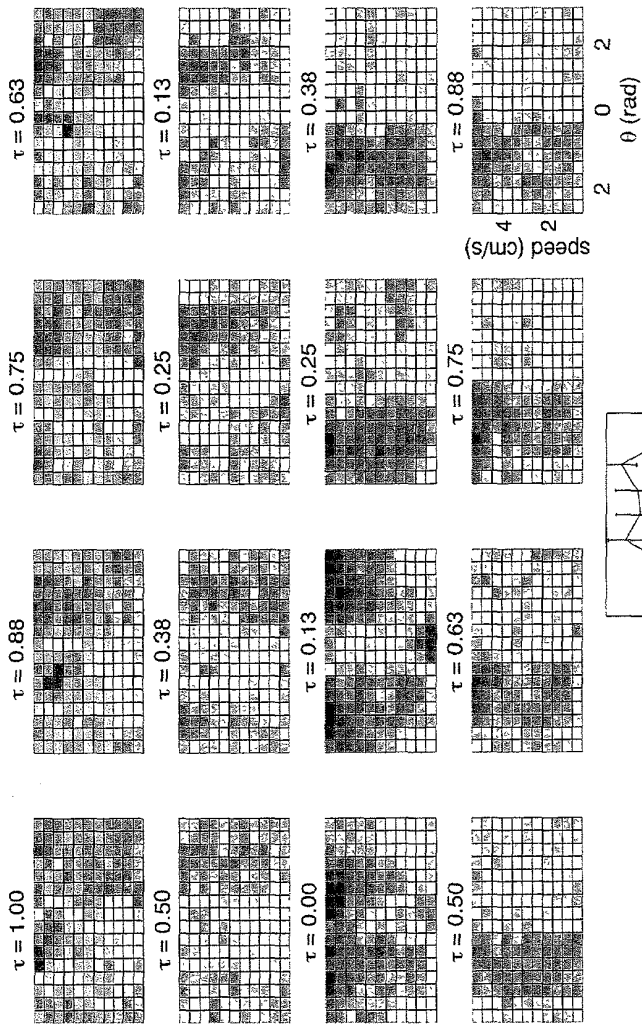 τ = 1.00 τ = 0.88 τ = 0.75 τ = 0.63
τ = 0.50 τ = 0.38 τ = 0.25 τ = 0.13
τ = 0.00 τ = 0.13 τ = 0.25 τ = 0.38
τ = 0.50 τ = 0.63 τ = 0.75 τ = 0.88
speed (cm/s)
4
2
2 0 2
θ (rad)